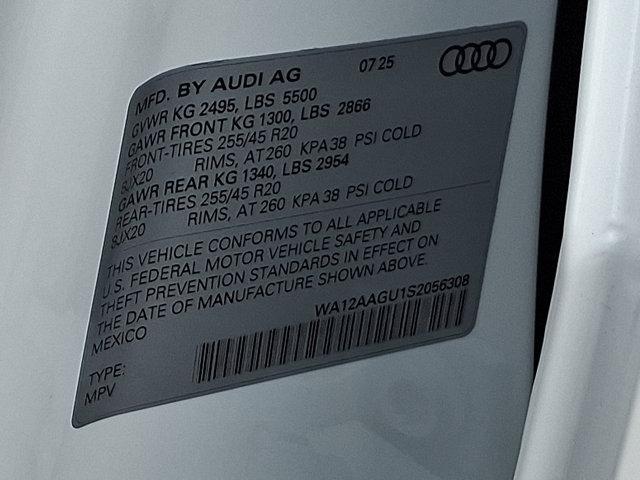 MFD. BY AUDI AG 07 25
GVWR KG 2495, LBS 5500
GAWR FRONT KG 1300, LBS 2866
FRONT-TIRES 255/45 R20
8JX20 RIMS, AT 260 KPA 38 PSI COLD
GAWR REAR KG 1340, LBS 2954
REAR-TIRES 255/45 R20
8JX20 RIMS, AT 260 KPA 38 PSI COLD
THIS VEHICLE CONFORMS TO ALL APPLICABLE
U.S. FEDERAL MOTOR VEHICLE SAFETY AND
THEFT PREVENTION STANDARDS IN EFFECT ON
THE DATE OF MANUFACTURE SHOWN ABOVE.
MEXICO WA12AAGU1S2056308
TYPE:
MPV